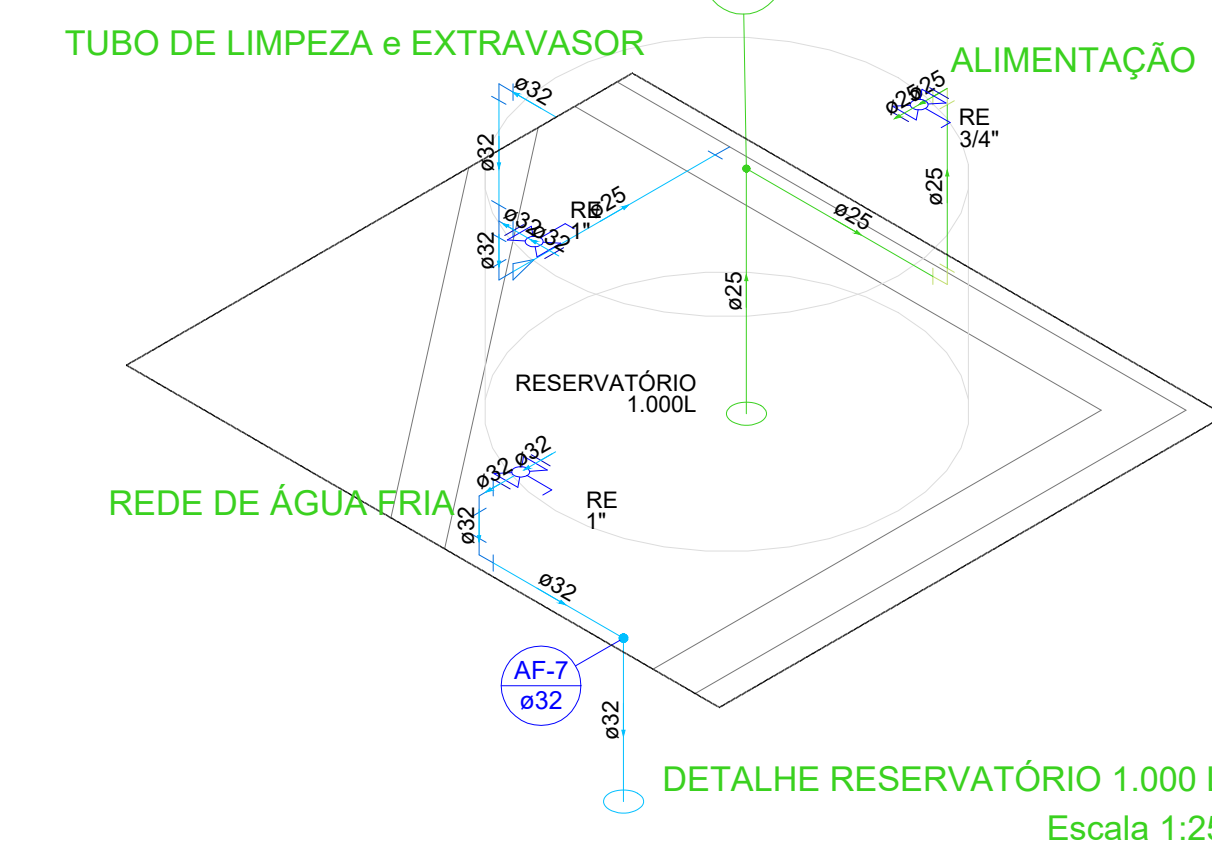 TUBO DE LIMPEZA e EXTRAVASOR
ALIMENTAÇÃO
ø32
ø25
ø25
RE
3/4"
ø32
ø25
ø25
RE
1"
ø32
ø32
ø32
ø25
ø25
RESERVATÓRIO
1.000L
ø32
ø32
REDE DE ÁGUA FRIA
RE
1"
ø32
ø32
AF-7
ø32
ø32
DETALHE RESERVATÓRIO 1.000
Escala 1:25